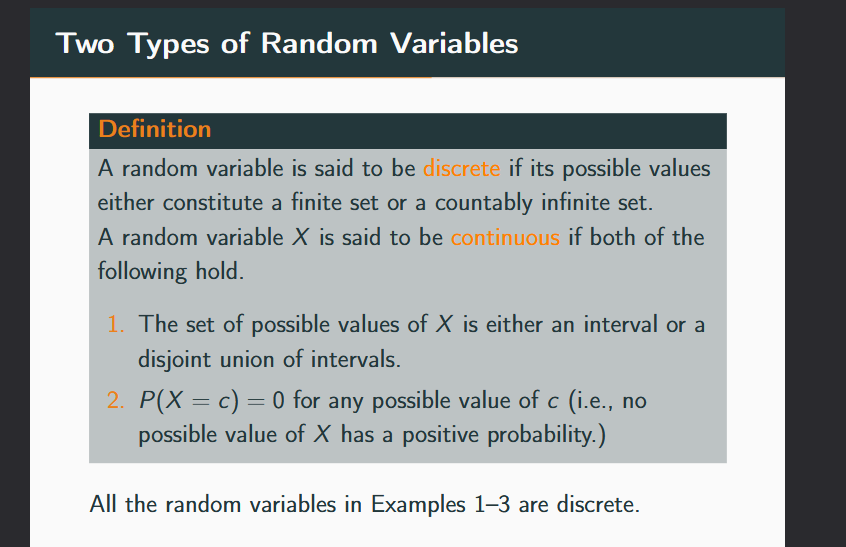 Two Types of Random Variables
Definition
A random variable is said to be discrete if its possible values
either constitute a finite set or a countably infinite set.
A random variable X is said to be continuous if both of the
following hold.
1. The set of possible values of X is either an interval or a
disjoint union of intervals.
2. P(X = c) = 0 for any possible value of c (i.e., no
possible value of X has a positive probability.)
All the random variables in Examples 1–3 are discrete.